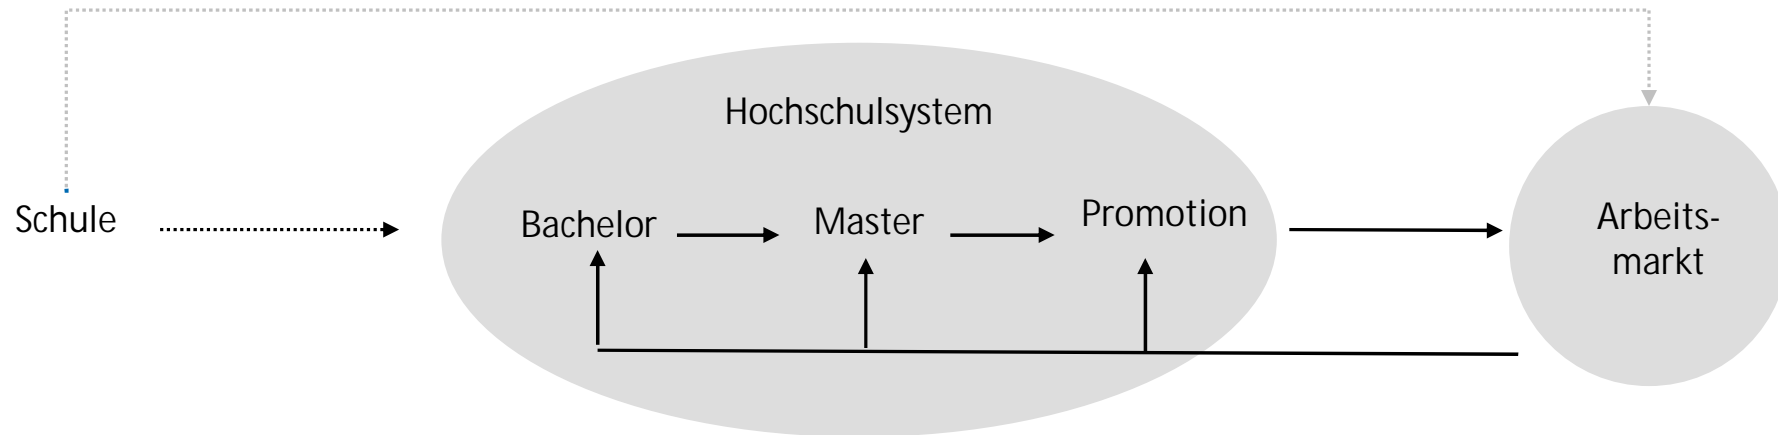 Hochschulsystem
Schule
Bachelor
Master
Promotion
Arbeits-
markt